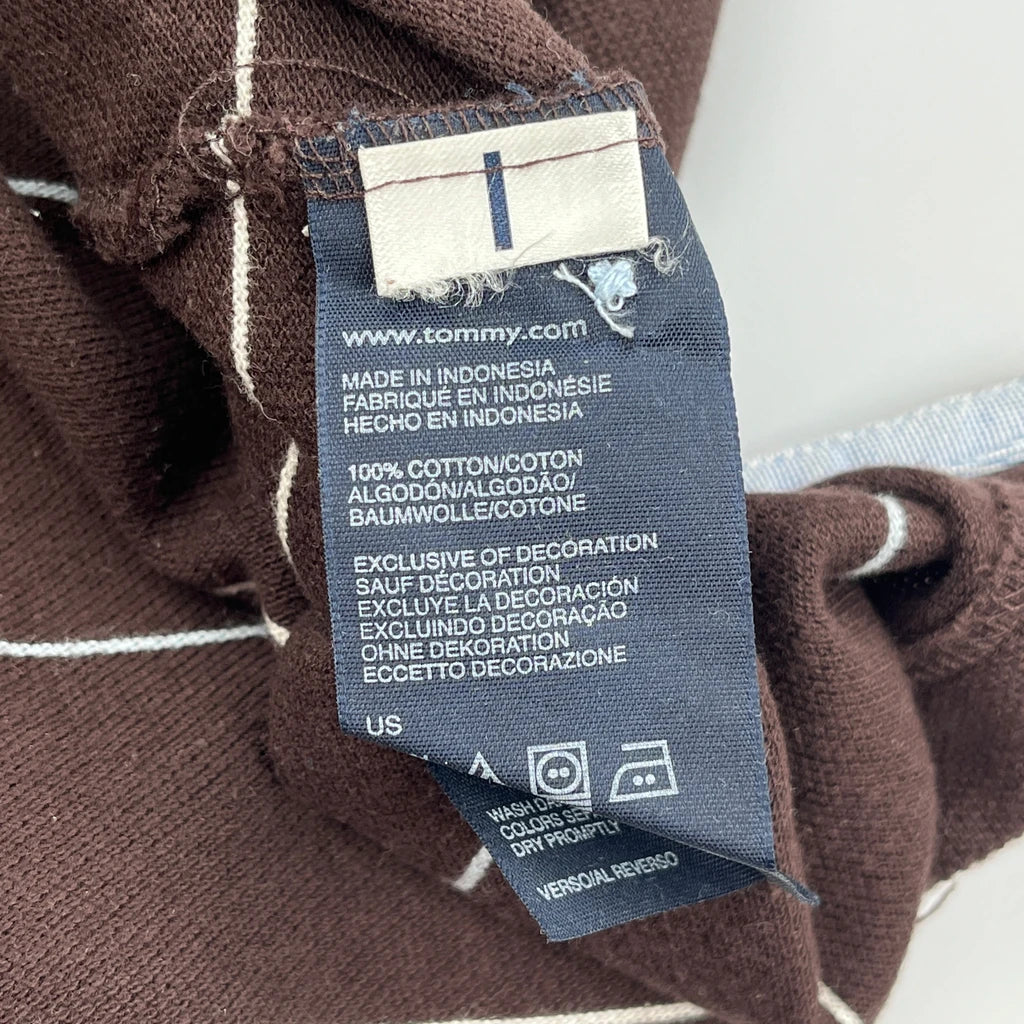 www.tommy.com
MADE IN INDONESIA
FABRIQUÉ EN INDONÉSIE
HECHO EN INDONESIA
100% COTTON/COTON
ALGODÓN/ALGODÃO/
BAUMWOLLE/COTONE
EXCLUSIVE OF DECORATION
SAUF DÉCORATION
EXCLUYE LA DECORACIÓN
EXCLUINDO DECORAÇÃO
OHNE DEKORATION
ECCETTO DECORAZIONE
US
WASH
COLORS
DRY PROMPTLY
VERSO/AL REVERSO